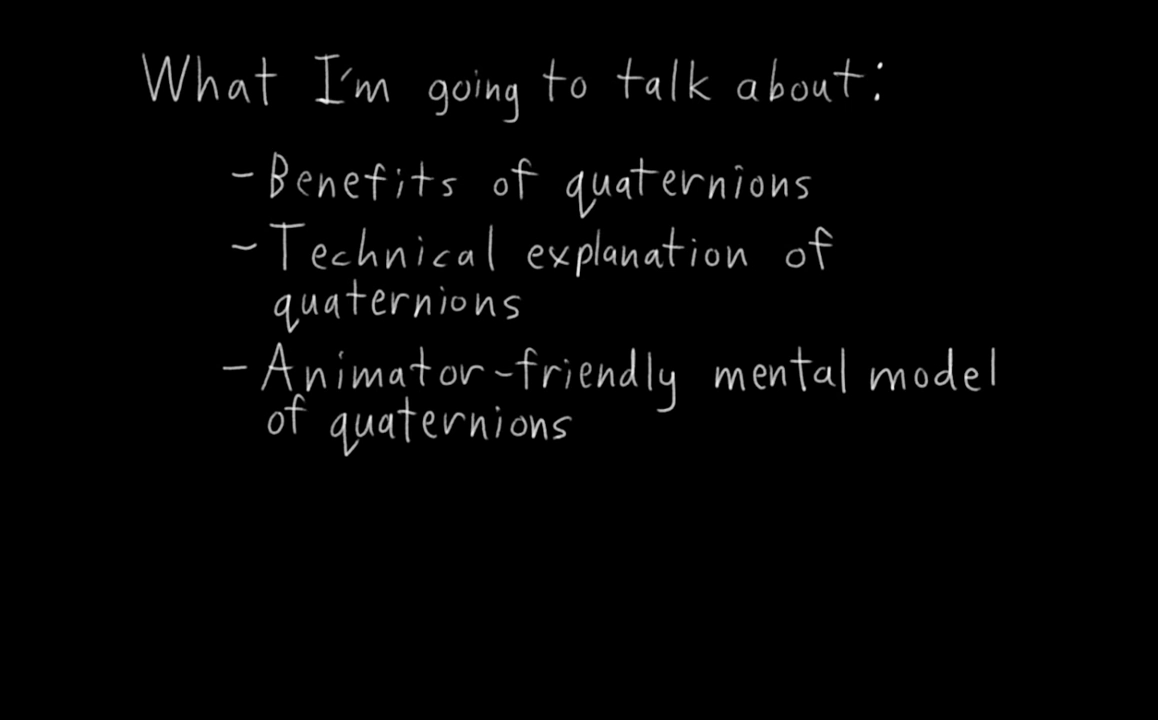 What I'm going to talk about:
- Benefits of quaternions
- Technical explanation of
quaternions
- Animator-friendly mental model
of quaternions